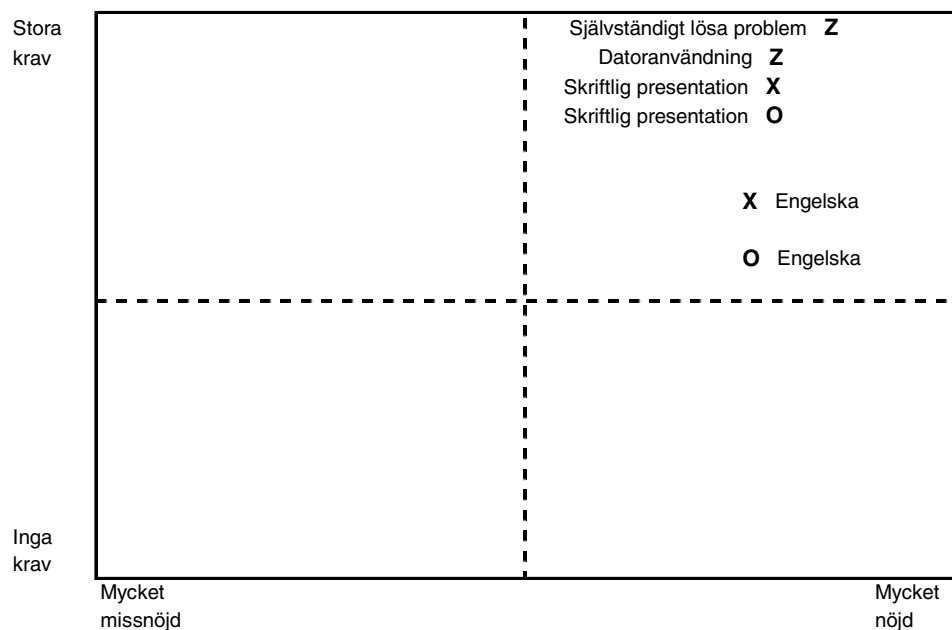 Stora
krav
Självständigt lösa problem Z
Datoranvändning Z
Skriftlig presentation X
Skriftlig presentation O
X Engelska
O Engelska
Inga
krav
Mycket
missnöjd
Mycket
nöjd